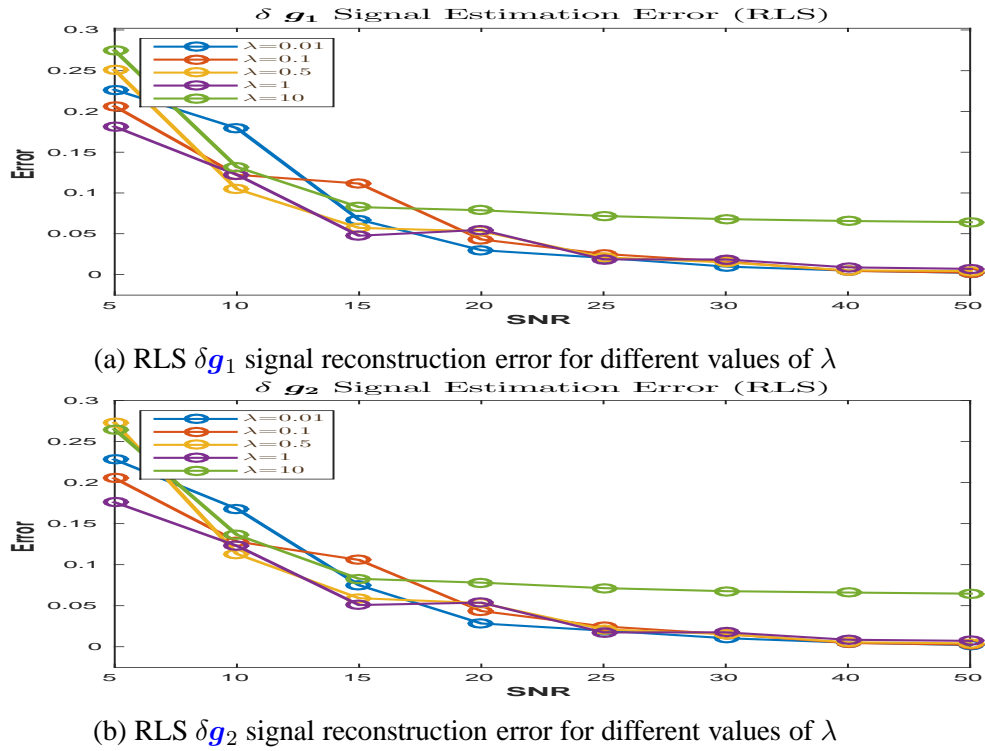 δ g₁ Signal Estimation Error (RLS)
0.3
0.25
0.2
0.15
0.1
0.05
0
Error
λ=0.01
λ=0.1
λ=0.5
λ=1
λ=10
5 10 15 20 25 30 40 50
SNR
(a) RLS δg₁ signal reconstruction error for different values of λ
δ g₂ Signal Estimation Error (RLS)
0.3
0.25
0.2
0.15
0.1
0.05
0
Error
λ=0.01
λ=0.1
λ=0.5
λ=1
λ=10
5 10 15 20 25 30 40 50
SNR
(b) RLS δg₂ signal reconstruction error for different values of λ